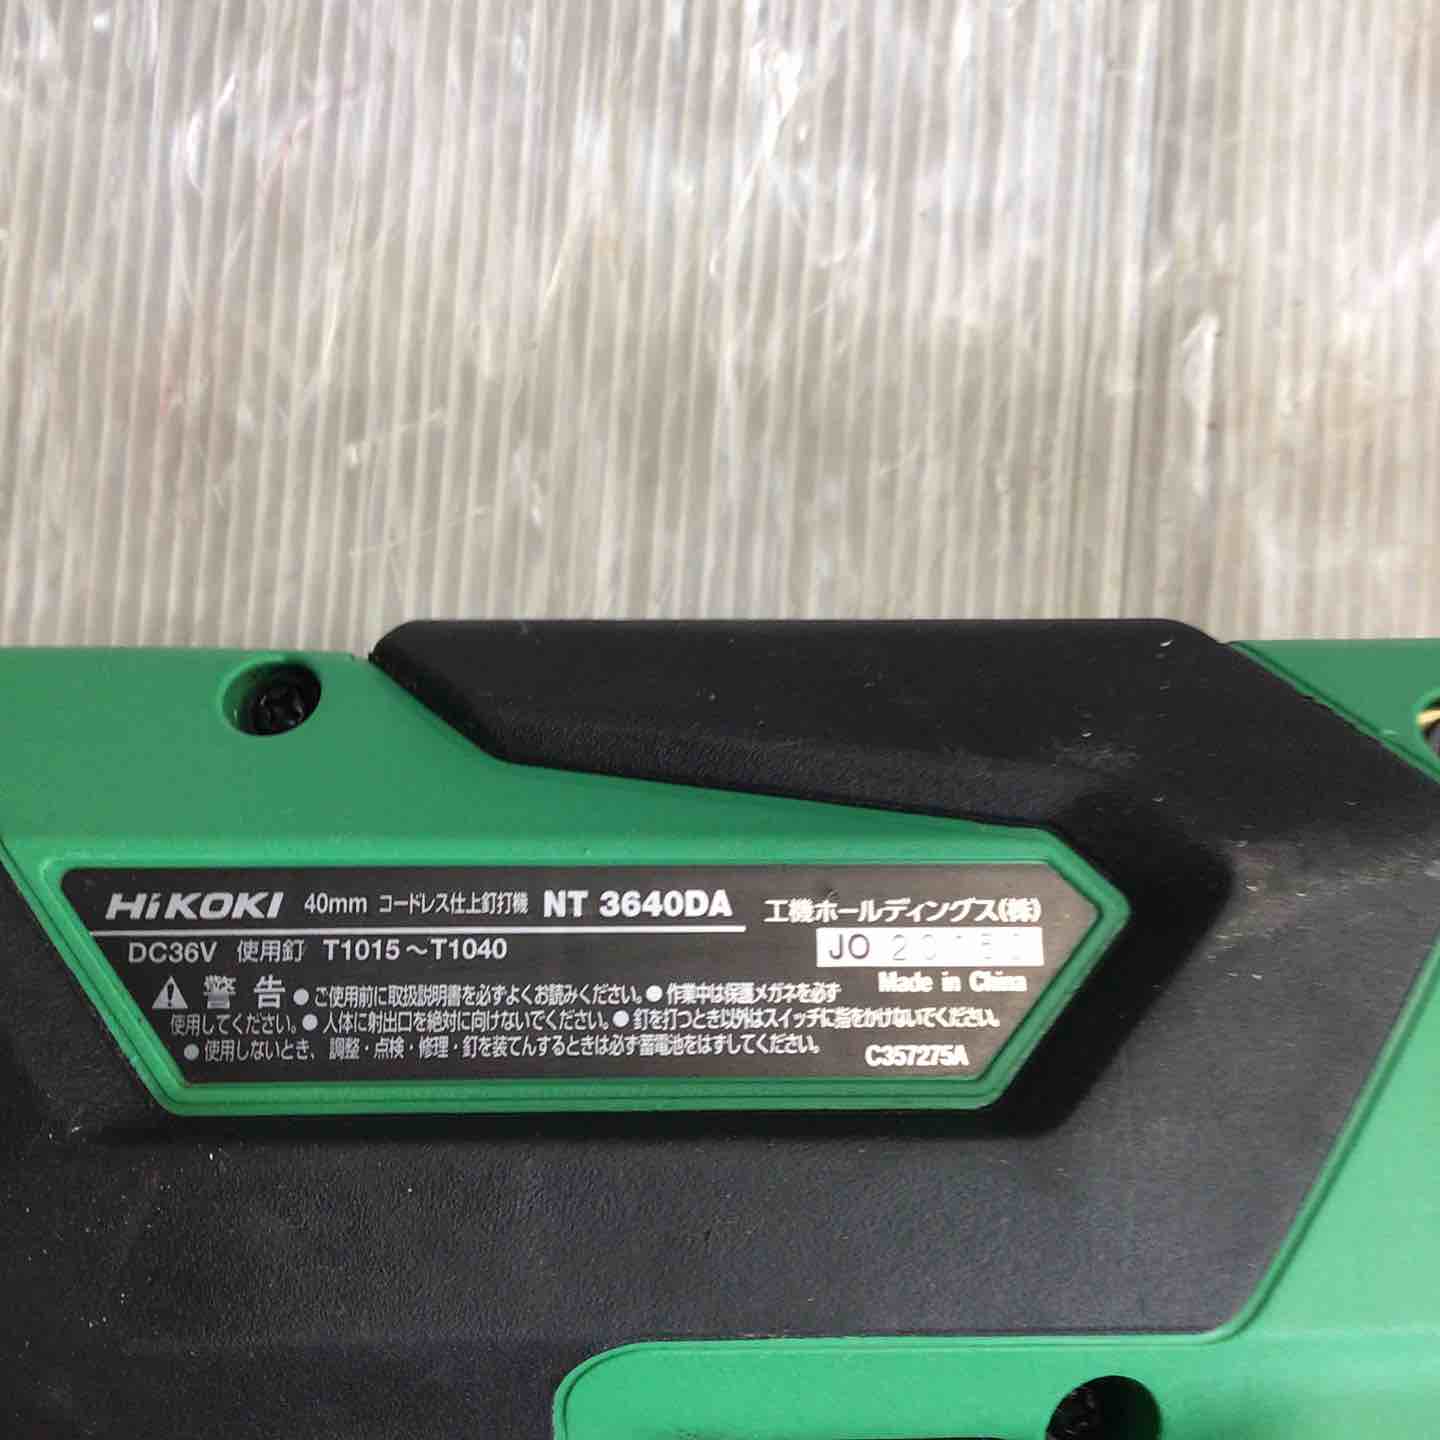 HiKOKI 40mm コードレス仕上釘打機 NT 3640DA 工機ホールディングス(株)
DC36V 使用釘 T1015～T1040 JO
Made in China
警告 ●ご使用前に取扱説明書を必ずよくお読みください。●作業中は保護メガネを必ず
使用してください。●人体に射出口を絶対に向けないでください。●釘を打つとき以外はスイッチに指をかけないでください。
●使用しないとき、調整・点検・修理・釘を装てんするときは必ず蓄電池をはずしてください。 C357275A